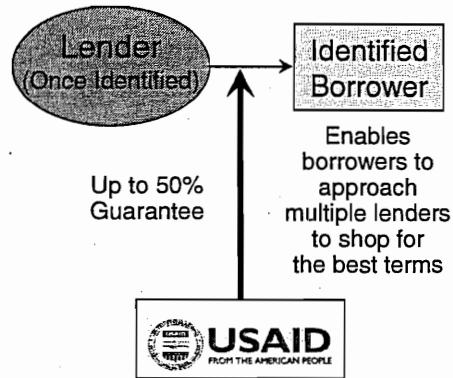 Lender
(Once Identified)
Identified
Borrower
Up to 50%
Guarantee
Enables
borrowers to
approach
multiple lenders
to shop for
the best terms
USAID
FROM THE AMERICAN PEOPLE